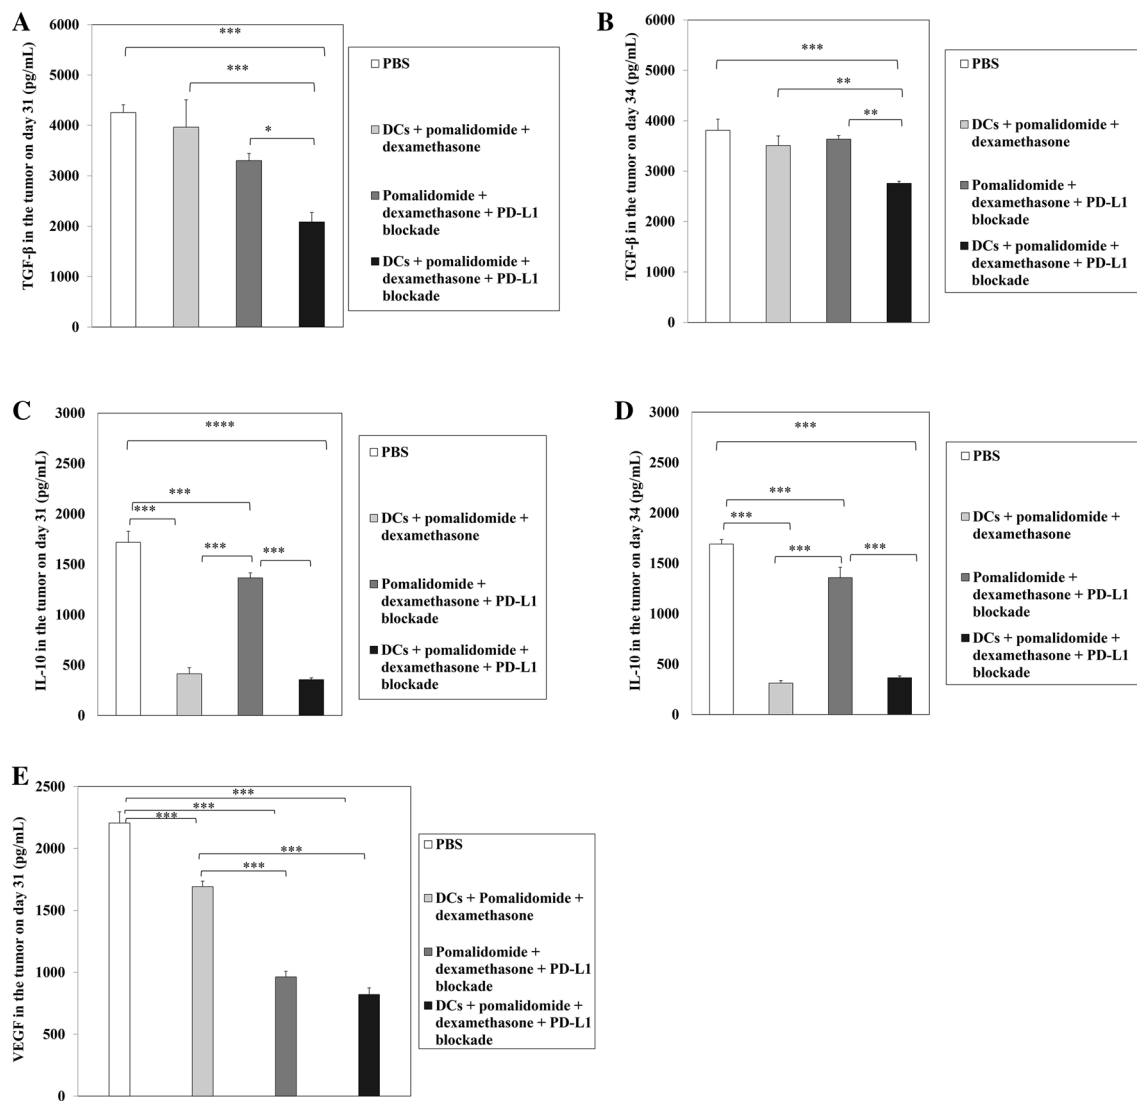 A
TGF-β in the tumor on day 31 (pg/mL)
6000
5000
4000
3000
2000
1000
0
***
***
*
PBS
DCs + pomalidomide +
dexamethasone
Pomalidomide +
dexamethasone + PD-L1
blockade
DCs + pomalidomide +
dexamethasone + PD-L1
blockade
B
TGF-β in the tumor on day 34 (pg/mL)
6000
5000
4000
3000
2000
1000
0
***
**
**
PBS
DCs + pomalidomide +
dexamethasone
Pomalidomide +
dexamethasone + PD-L1
blockade
DCs + pomalidomide +
dexamethasone + PD-L1
blockade
C
IL-10 in the tumor on day 31 (pg/mL)
3000
2500
2000
1500
1000
500
0
****
***
***
***
***
PBS
DCs + pomalidomide +
dexamethasone
Pomalidomide +
dexamethasone + PD-L1
blockade
DCs + pomalidomide +
dexamethasone + PD-L1
blockade
D
IL-10 in the tumor on day 34 (pg/mL)
3000
2500
2000
1500
1000
500
0
***
***
***
***
***
PBS
DCs + pomalidomide +
dexamethasone
Pomalidomide +
dexamethasone + PD-L1
blockade
DCs + pomalidomide +
dexamethasone + PD-L1
blockade
E
VEGF in the tumor on day 31 (pg/mL)
2500
2000
1500
1000
500
0
***
***
***
***
***
PBS
DCs + Pomalidomide +
dexamethasone
Pomalidomide +
dexamethasone + PD-L1
blockade
DCs + pomalidomide +
dexamethasone + PD-L1
blockade